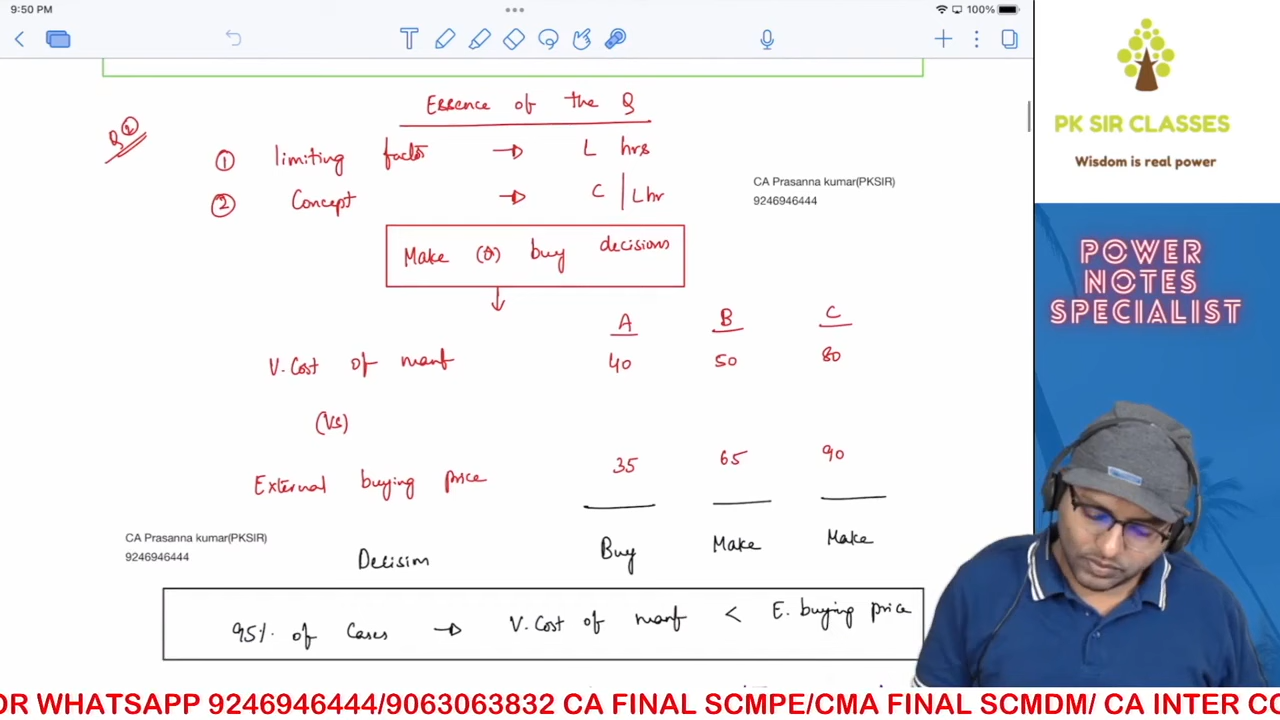 9:50 PM
100%
Essence of the Q
Q②
① limiting factor → L hrs
② Concept → C | Lhr
CA Prasanna kumar(PKSIR)
9246946444
Make (or) buy decisions
A B C
V.Cost of manf 40 50 80
(Vs)
External buying price 35 65 90
Decision Buy Make Make
CA Prasanna kumar(PKSIR)
9246946444
95% of Cases → V.Cost of manf < E. buying price
PK SIR CLASSES
Wisdom is real power
POWER
NOTES
SPECIALIST
OR WHATSAPP 9246946444/9063063832 CA FINAL SCMPE/CMA FINAL SCMDM/ CA INTER CO